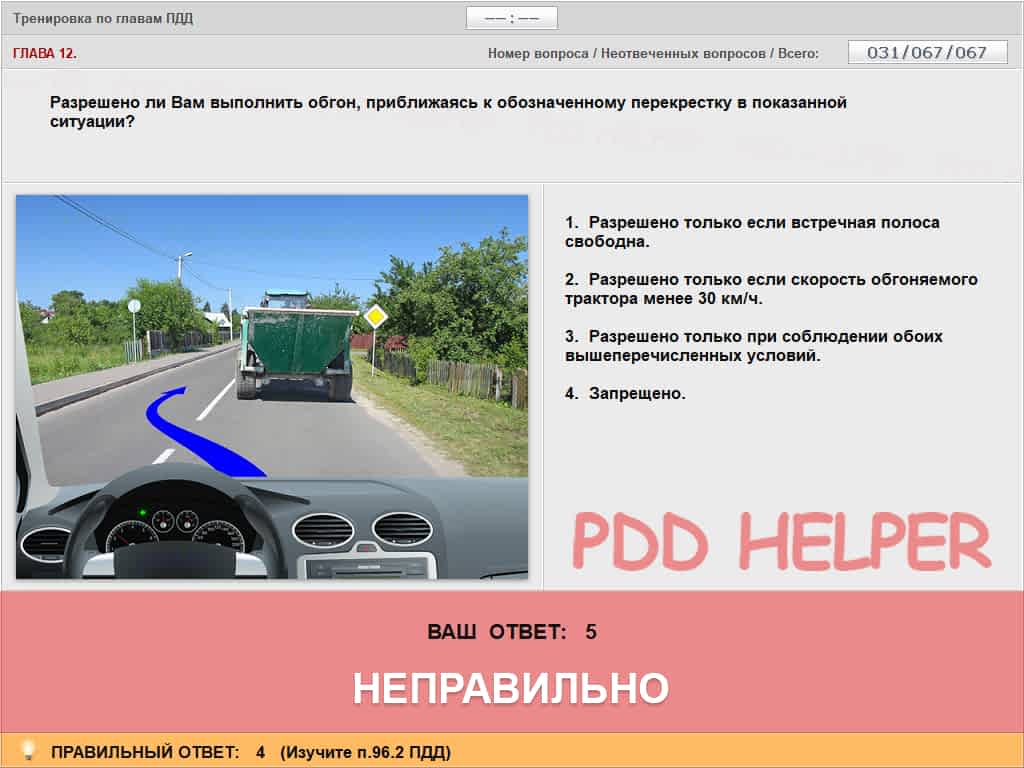 Тренировка по главам ПДД
—— : ——
ГЛАВА 12.
Номер вопроса / Неотвеченных вопросов / Всего:
031/067/067
Разрешено ли Вам выполнить обгон, приближаясь к обозначенному перекрестку в показанной
ситуации?
1. Разрешено только если встречная полоса
свободна.
2. Разрешено только если скорость обгоняемого
трактора менее 30 км/ч.
3. Разрешено только при соблюдении обоих
вышеперечисленных условий.
4. Запрещено.
PDD HELPER
ВАШ ОТВЕТ: 5
НЕПРАВИЛЬНО
ПРАВИЛЬНЫЙ ОТВЕТ: 4 (Изучите п.96.2 ПДД)